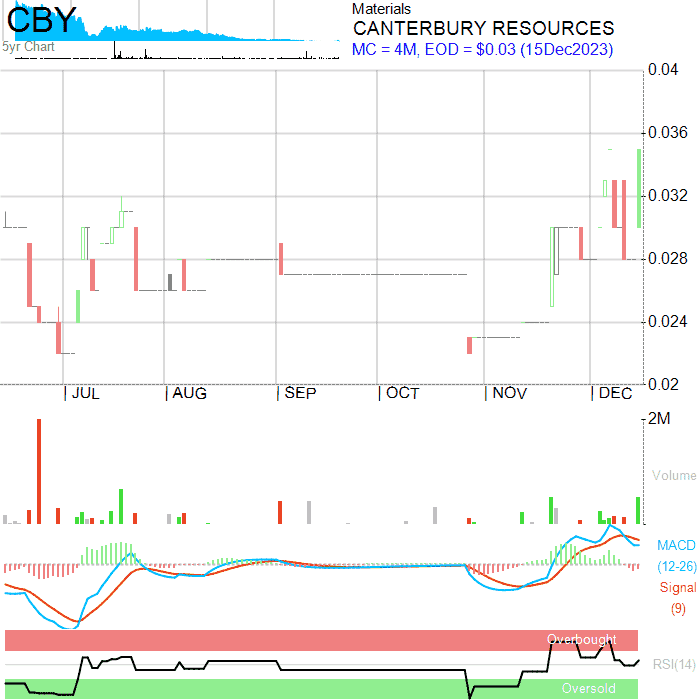 CBY
5yr Chart
Materials
CANTERBURY RESOURCES
MC = 4M, EOD = $0.03 (15Dec2023)
0.04
0.036
0.032
0.028
0.024
0.02
JUL AUG SEP OCT NOV DEC
2M
Volume
MACD
(12-26)
Signal
(9)
Overbought
RSI(14)
Oversold